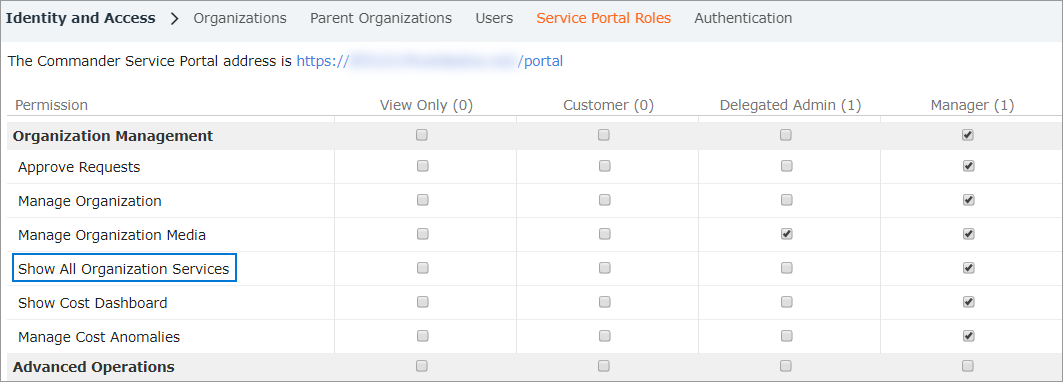 Identity and Access > Organizations Parent Organizations Users Service Portal Roles Authentication
The Commander Service Portal address is https:// /portal
Permission View Only (0) Customer (0) Delegated Admin (1) Manager (1)
Organization Management
Approve Requests
Manage Organization
Manage Organization Media
Show All Organization Services
Show Cost Dashboard
Manage Cost Anomalies
Advanced Operations